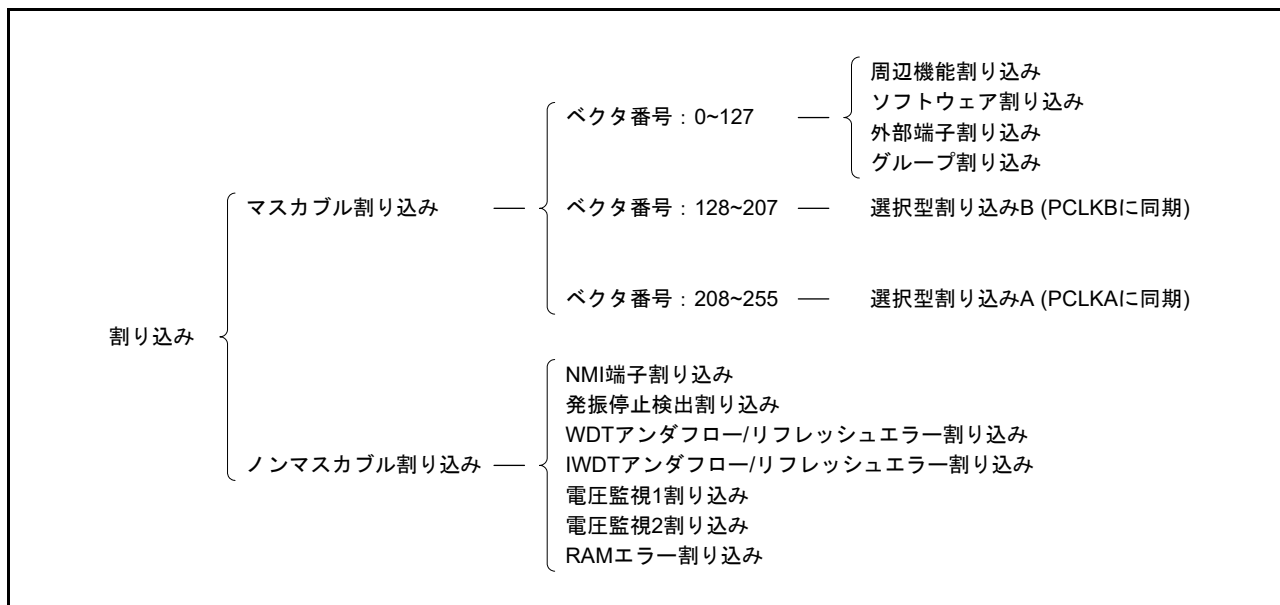 割り込み
マスカブル割り込み
ベクタ番号：0~127
周辺機能割り込み
ソフトウェア割り込み
外部端子割り込み
グループ割り込み
ベクタ番号：128~207
選択型割り込みB (PCLKBに同期)
ベクタ番号：208~255
選択型割り込みA (PCLKAに同期)
ノンマスカブル割り込み
NMI端子割り込み
発振停止検出割り込み
WDTアンダフロー/リフレッシュエラー割り込み
IWDTアンダフロー/リフレッシュエラー割り込み
電圧監視1割り込み
電圧監視2割り込み
RAMエラー割り込み